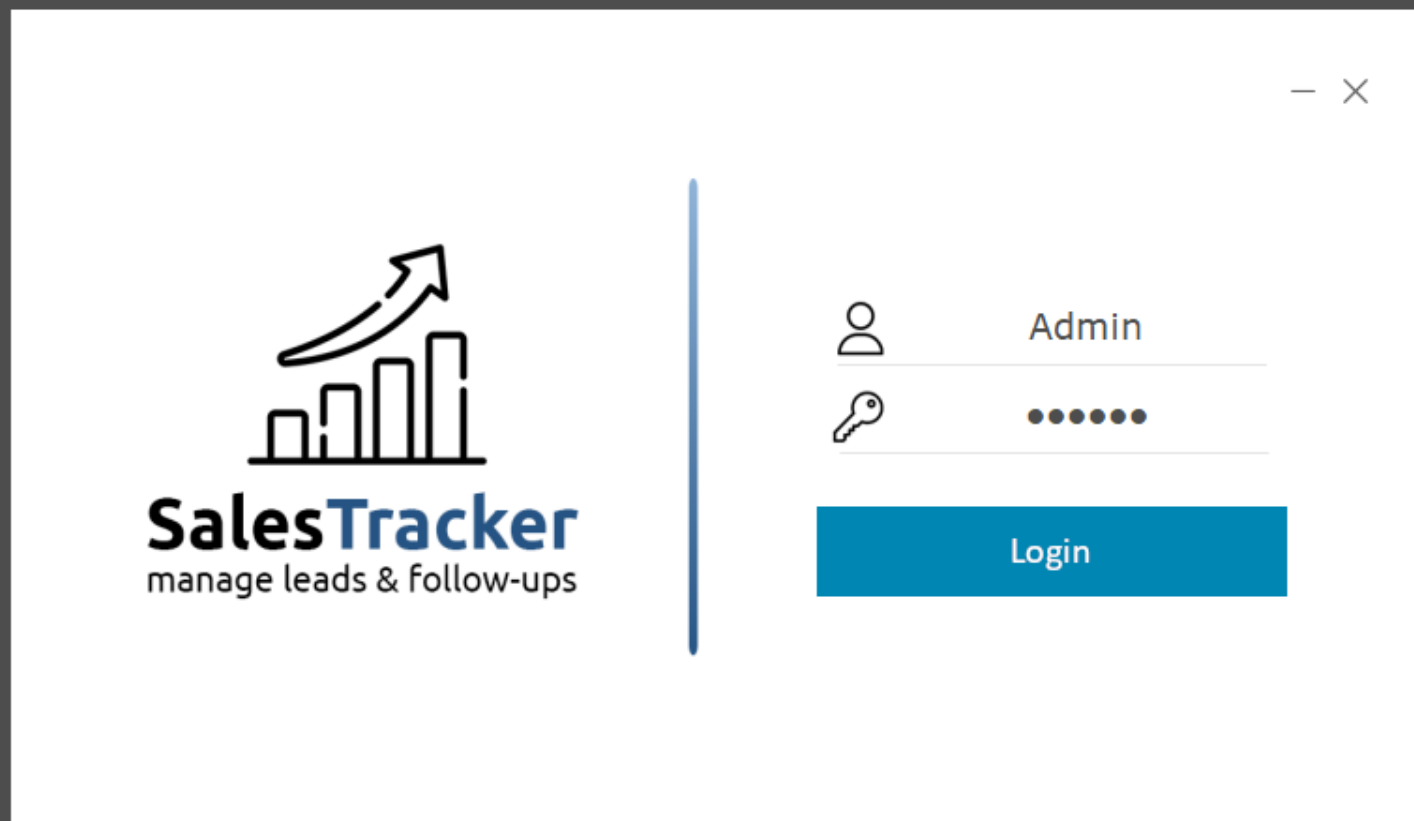 SalesTracker
manage leads & follow-ups
Admin
••••••
Login